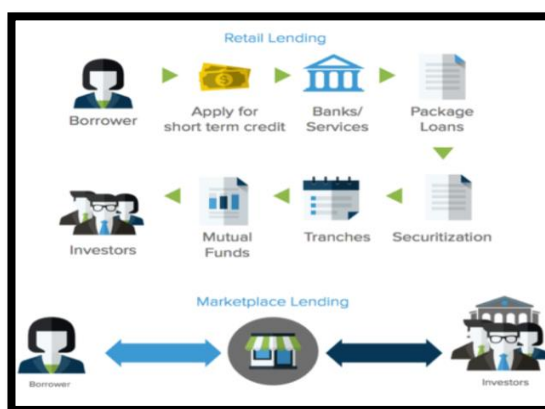 Retail Lending
Borrower
Apply for
short term credit
Banks/
Services
Package
Loans
Investors
Mutual
Funds
Tranches
Securitization
Marketplace Lending
Borrower
Investors